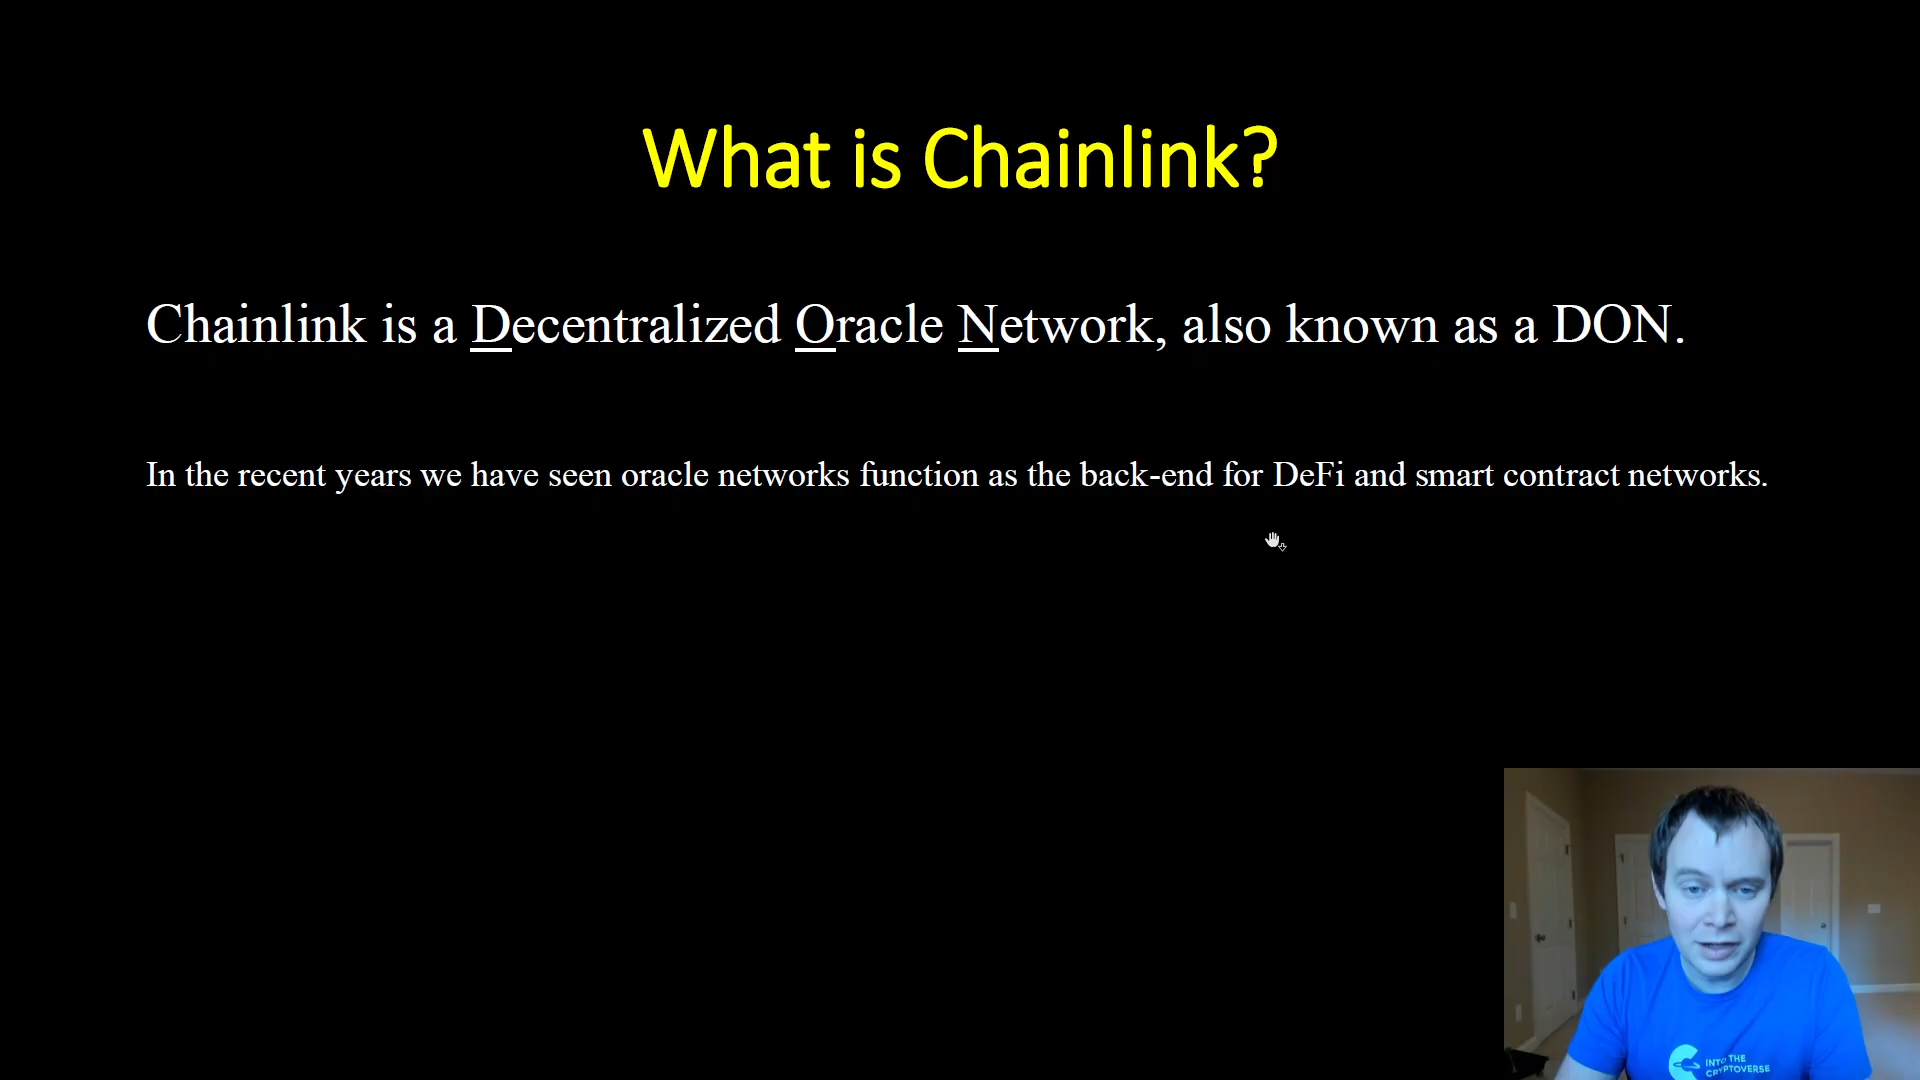 What is Chainlink?
Chainlink is a Decentralized Oracle Network, also known as a DON.
In the recent years we have seen oracle networks function as the back-end for DeFi and smart contract networks.
INTO THE
CRYPTOVERSE